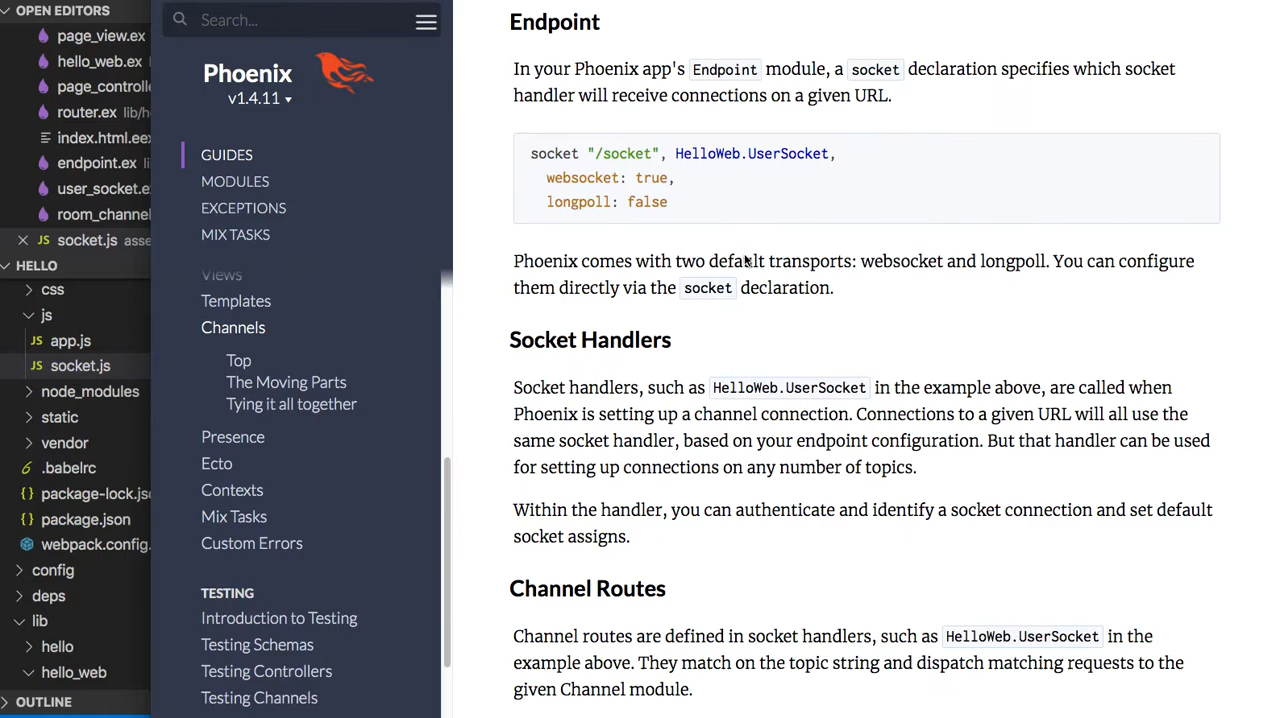 OPEN EDITORS
page_view.ex
hello_web.ex
page_controll
router.ex lib/h
index.html.eex
endpoint.ex
user_socket.e
room_channel
socket.js asse
HELLO
css
js
app.js
socket.js
node_modules
static
vendor
.babelrc
package-lock.js
package.json
webpack.config.
config
deps
lib
hello
hello_web
OUTLINE
Search...
Phoenix
v1.4.11
GUIDES
MODULES
EXCEPTIONS
MIX TASKS
Views
Templates
Channels
Top
The Moving Parts
Tying it all together
Presence
Ecto
Contexts
Mix Tasks
Custom Errors
TESTING
Introduction to Testing
Testing Schemas
Testing Controllers
Testing Channels
Endpoint
In your Phoenix app's Endpoint module, a socket declaration specifies which socket
handler will receive connections on a given URL.
socket "/socket", HelloWeb.UserSocket,
websocket: true,
longpoll: false
Phoenix comes with two default transports: websocket and longpoll. You can configure
them directly via the socket declaration.
Socket Handlers
Socket handlers, such as HelloWeb.UserSocket in the example above, are called when
Phoenix is setting up a channel connection. Connections to a given URL will all use the
same socket handler, based on your endpoint configuration. But that handler can be used
for setting up connections on any number of topics.
Within the handler, you can authenticate and identify a socket connection and set default
socket assigns.
Channel Routes
Channel routes are defined in socket handlers, such as HelloWeb.UserSocket in the
example above. They match on the topic string and dispatch matching requests to the
given Channel module.